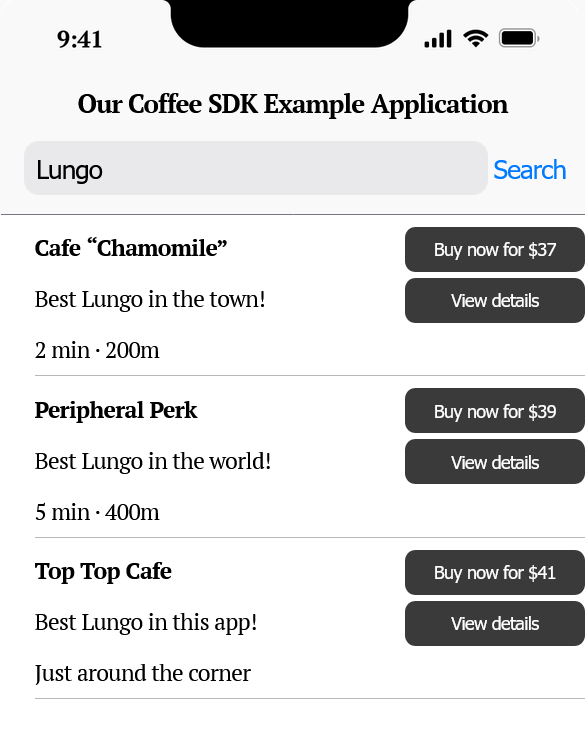 9:41
Our Coffee SDK Example Application
Lungo
Search
Cafe “Chamomile”
Buy now for $37
Best Lungo in the town!
View details
2 min · 200m
Peripheral Perk
Buy now for $39
Best Lungo in the world!
View details
5 min · 400m
Top Top Cafe
Buy now for $41
Best Lungo in this app!
View details
Just around the corner